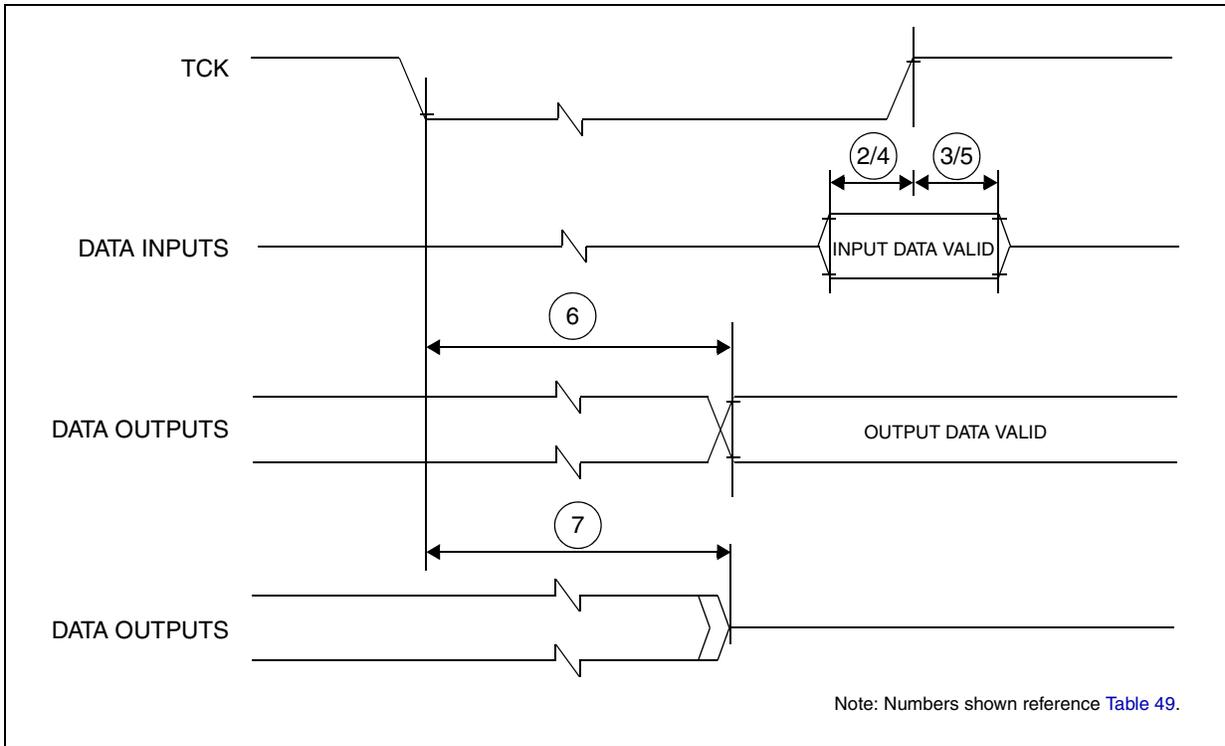 TCK
2/4
3/5
DATA INPUTS
INPUT DATA VALID
6
DATA OUTPUTS
OUTPUT DATA VALID
7
DATA OUTPUTS
Note: Numbers shown reference Table 49.